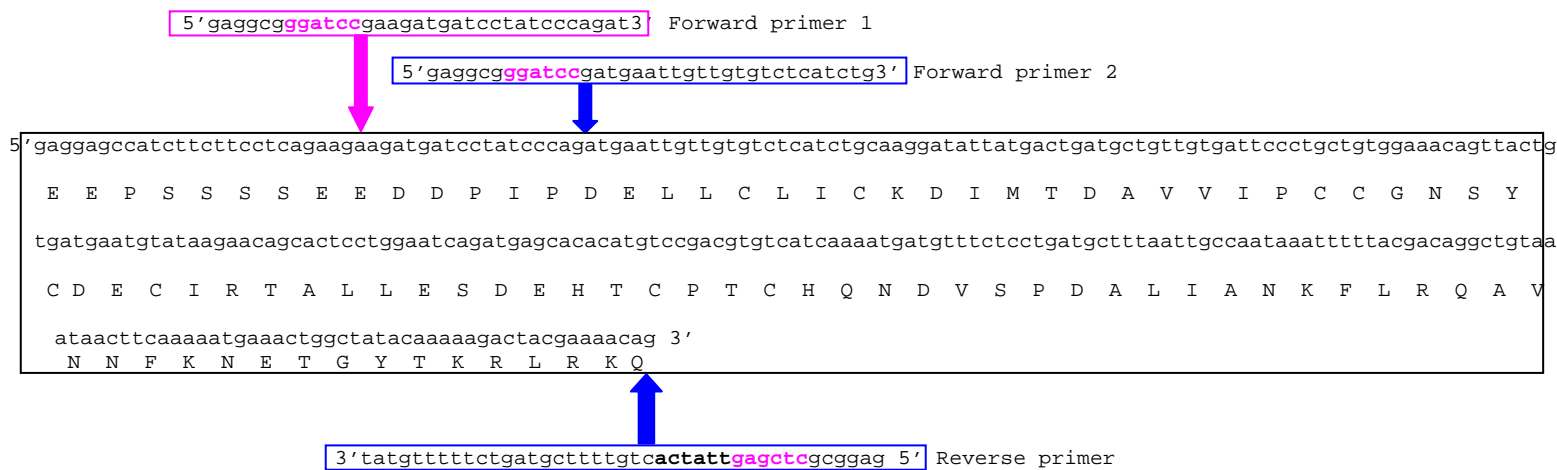 5'gaggcgggatccgaagatgatcctatcccagat3' Forward primer 1
5'gaggcgggatccgatgaattgttgtgtctcatctg3' Forward primer 2
5'gaggagccatcttcttcctcagaagaagatgatcctatcccagatgaattgttgtgtctcatctgcaaggatattatgactgatgctgttgtgattccctgctgtggaaacagttactg
E E P S S S S E E D D P I P D E L L C L I C K D I M T D A V V I P C C G N S Y
tgatgaatgtataagaacagcactcctggaatcagatgagcacacatgtccgacgtgtcatcaaaatgatgtttctcctgatgctttaattgccaataaatttttacgacaggctgtaa
C D E C I R T A L L E S D E H T C P T C H Q N D V S P D A L I A N K F L R Q A V
ataacttcaaaaatgaaactggctatacaaaaagactacgaaaacag 3'
N N F K N E T G Y T K R L R K Q
3'tatgtttttctgatgcttttgtcactattgagctcgcggag 5' Reverse primer